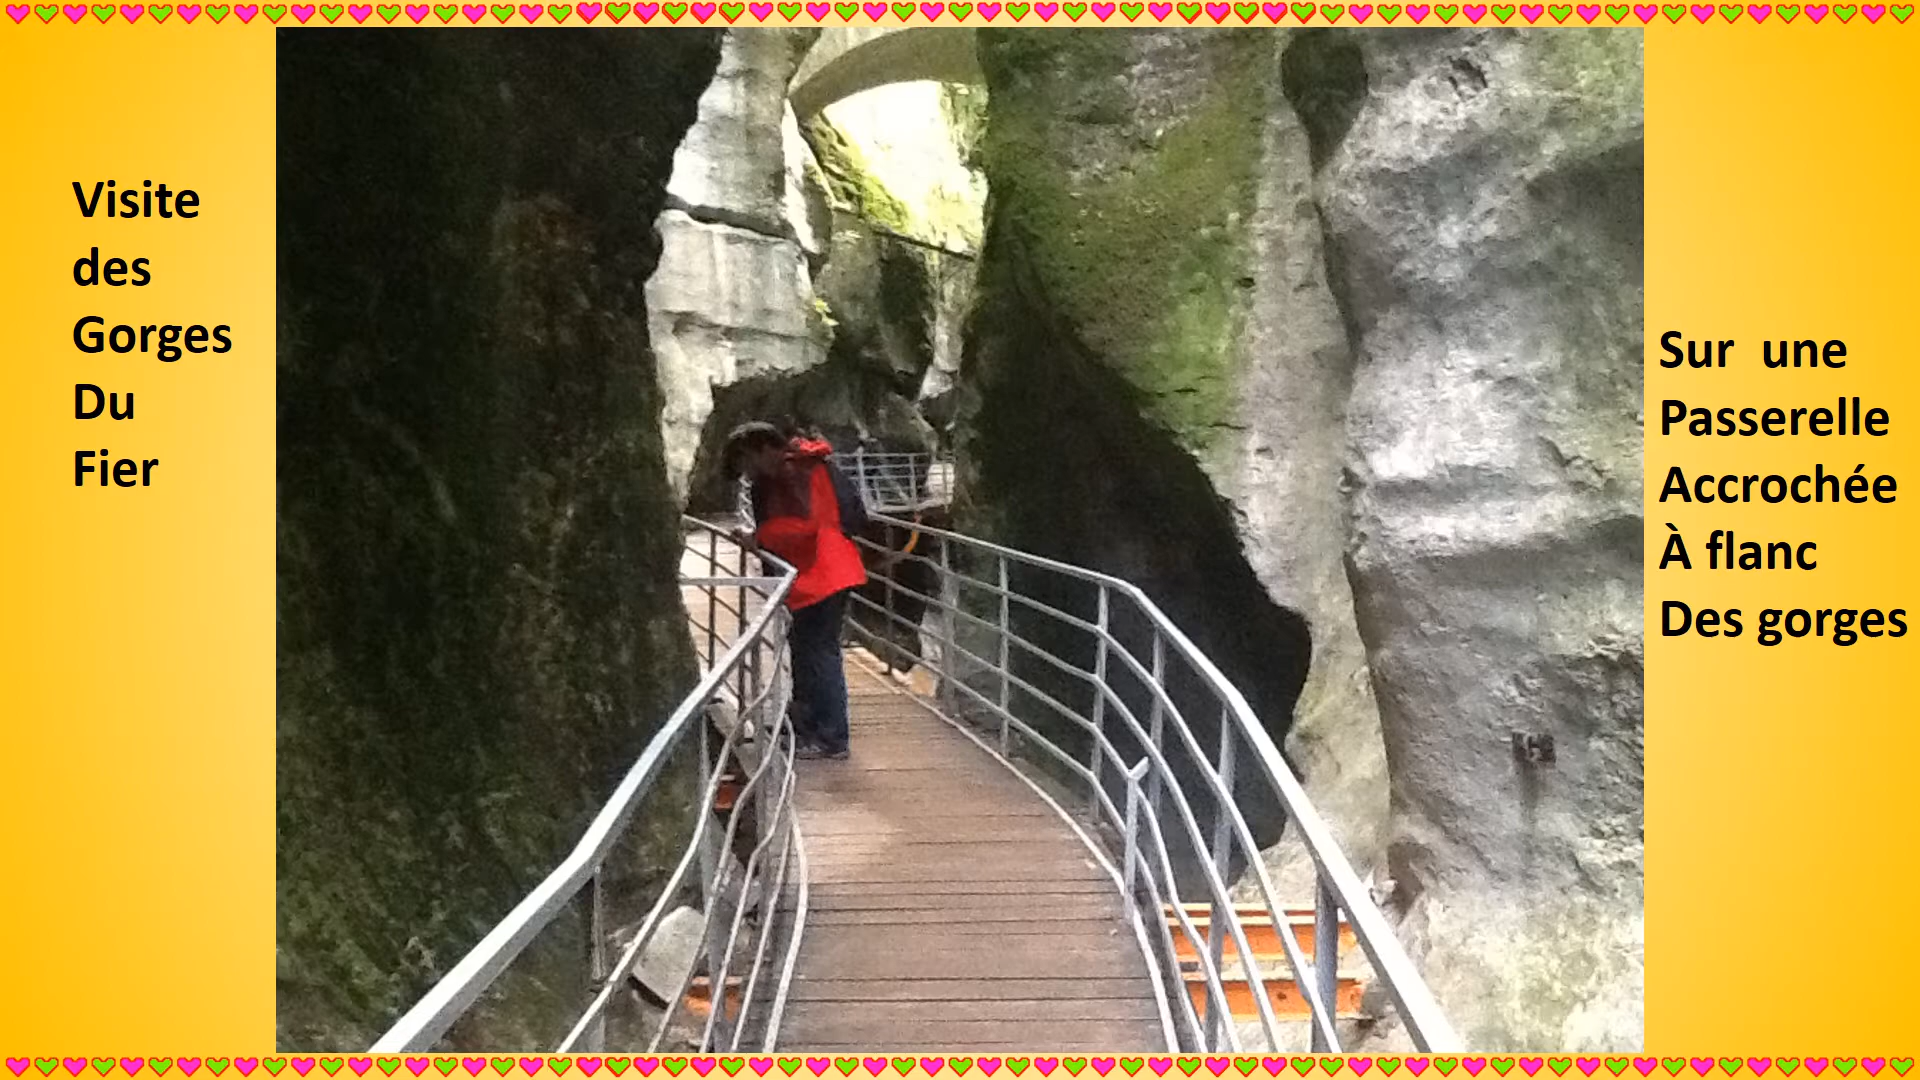 Visite
des
Gorges
Du
Fier
Sur  une
Passerelle
Accrochée
À flanc
Des gorges